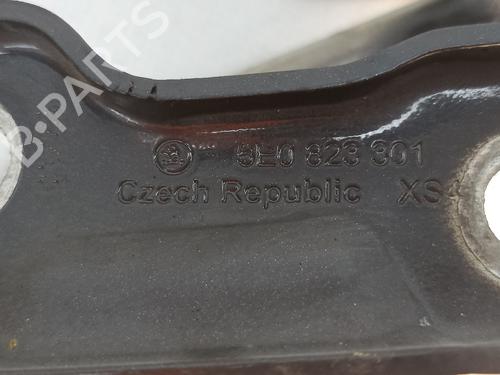 B-PARTS
5E0 823 301
Czech Republic XS